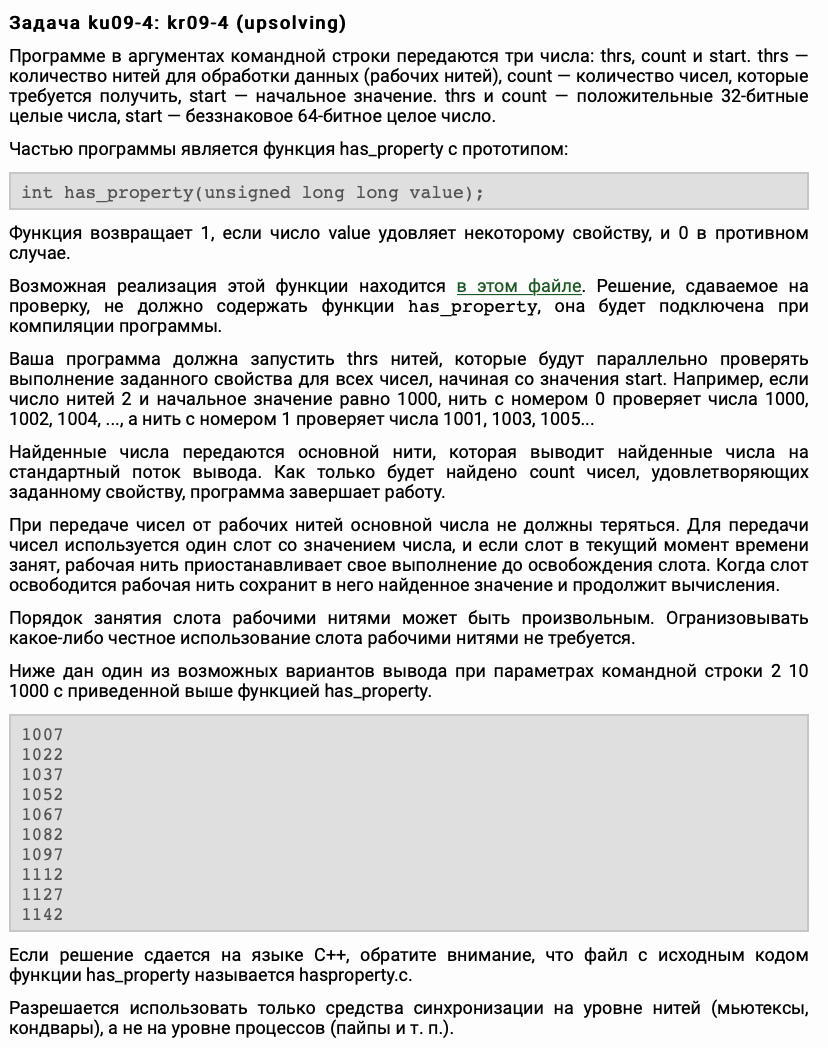 Задача ku09-4: kr09-4 (upsolving)
Программе в аргументах командной строки передаются три числа: thrs, count и start. thrs —
количество нитей для обработки данных (рабочих нитей), count — количество чисел, которые
требуется получить, start — начальное значение. thrs и count — положительные 32-битные
целые числа, start — беззнаковое 64-битное целое число.
Частью программы является функция has_property с прототипом:
int has_property(unsigned long long value);
Функция возвращает 1, если число value удовляет некоторому свойству, и 0 в противном
случае.
Возможная реализация этой функции находится в этом файле. Решение, сдаваемое на
проверку, не должно содержать функции has_property, она будет подключена при
компиляции программы.
Ваша программа должна запустить thrs нитей, которые будут параллельно проверять
выполнение заданного свойства для всех чисел, начиная со значения start. Например, если
число нитей 2 и начальное значение равно 1000, нить с номером 0 проверяет числа 1000,
1002, 1004, ..., а нить с номером 1 проверяет числа 1001, 1003, 1005...
Найденные числа передаются основной нити, которая выводит найденные числа на
стандартный поток вывода. Как только будет найдено count чисел, удовлетворяющих
заданному свойству, программа завершает работу.
При передаче чисел от рабочих нитей основной числа не должны теряться. Для передачи
чисел используется один слот со значением числа, и если слот в текущий момент времени
занят, рабочая нить приостанавливает свое выполнение до освобождения слота. Когда слот
освободится рабочая нить сохранит в него найденное значение и продолжит вычисления.
Порядок занятия слота рабочими нитями может быть произвольным. Огранизовывать
какое-либо честное использование слота рабочими нитями не требуется.
Ниже дан один из возможных вариантов вывода при параметрах командной строки 2 10
1000 с приведенной выше функцией has_property.
1007
1022
1037
1052
1067
1082
1097
1112
1127
1142
Если решение сдается на языке C++, обратите внимание, что файл с исходным кодом
функции has_property называется hasproperty.c.
Разрешается использовать только средства синхронизации на уровне нитей (мьютексы,
кондвары), а не на уровне процессов (пайпы и т. п.).